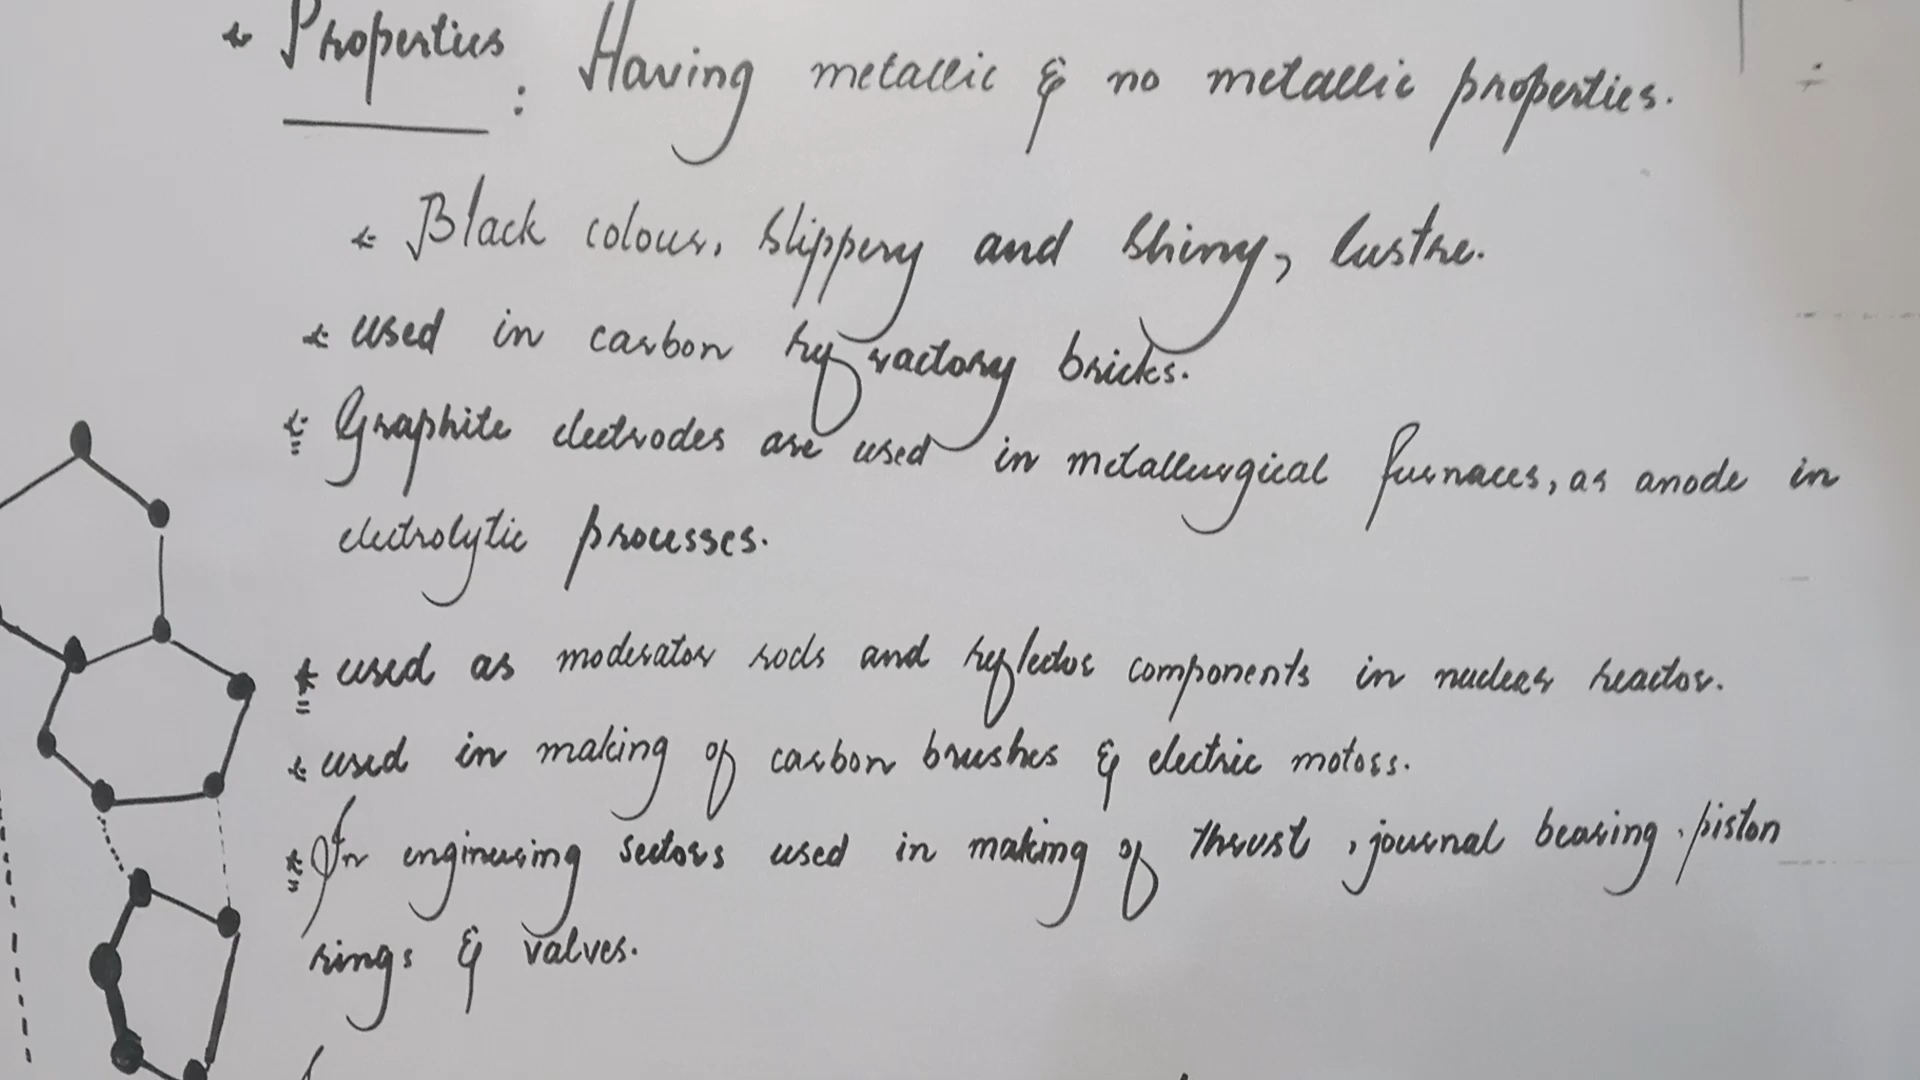 * Properties : Having metallic & no metallic properties.
* Black colour, slippery and shiny, lustre.
* used in carbon refractory bricks.
* Graphite electrodes are used in metallurgical furnaces, as anode in
electrolytic processes.
* used as moderator rods and reflector components in nuclear reactor.
* used in making of carbon brushes & electric motors.
* In engineering sectors used in making of thrust, journal bearing, piston
rings & valves.